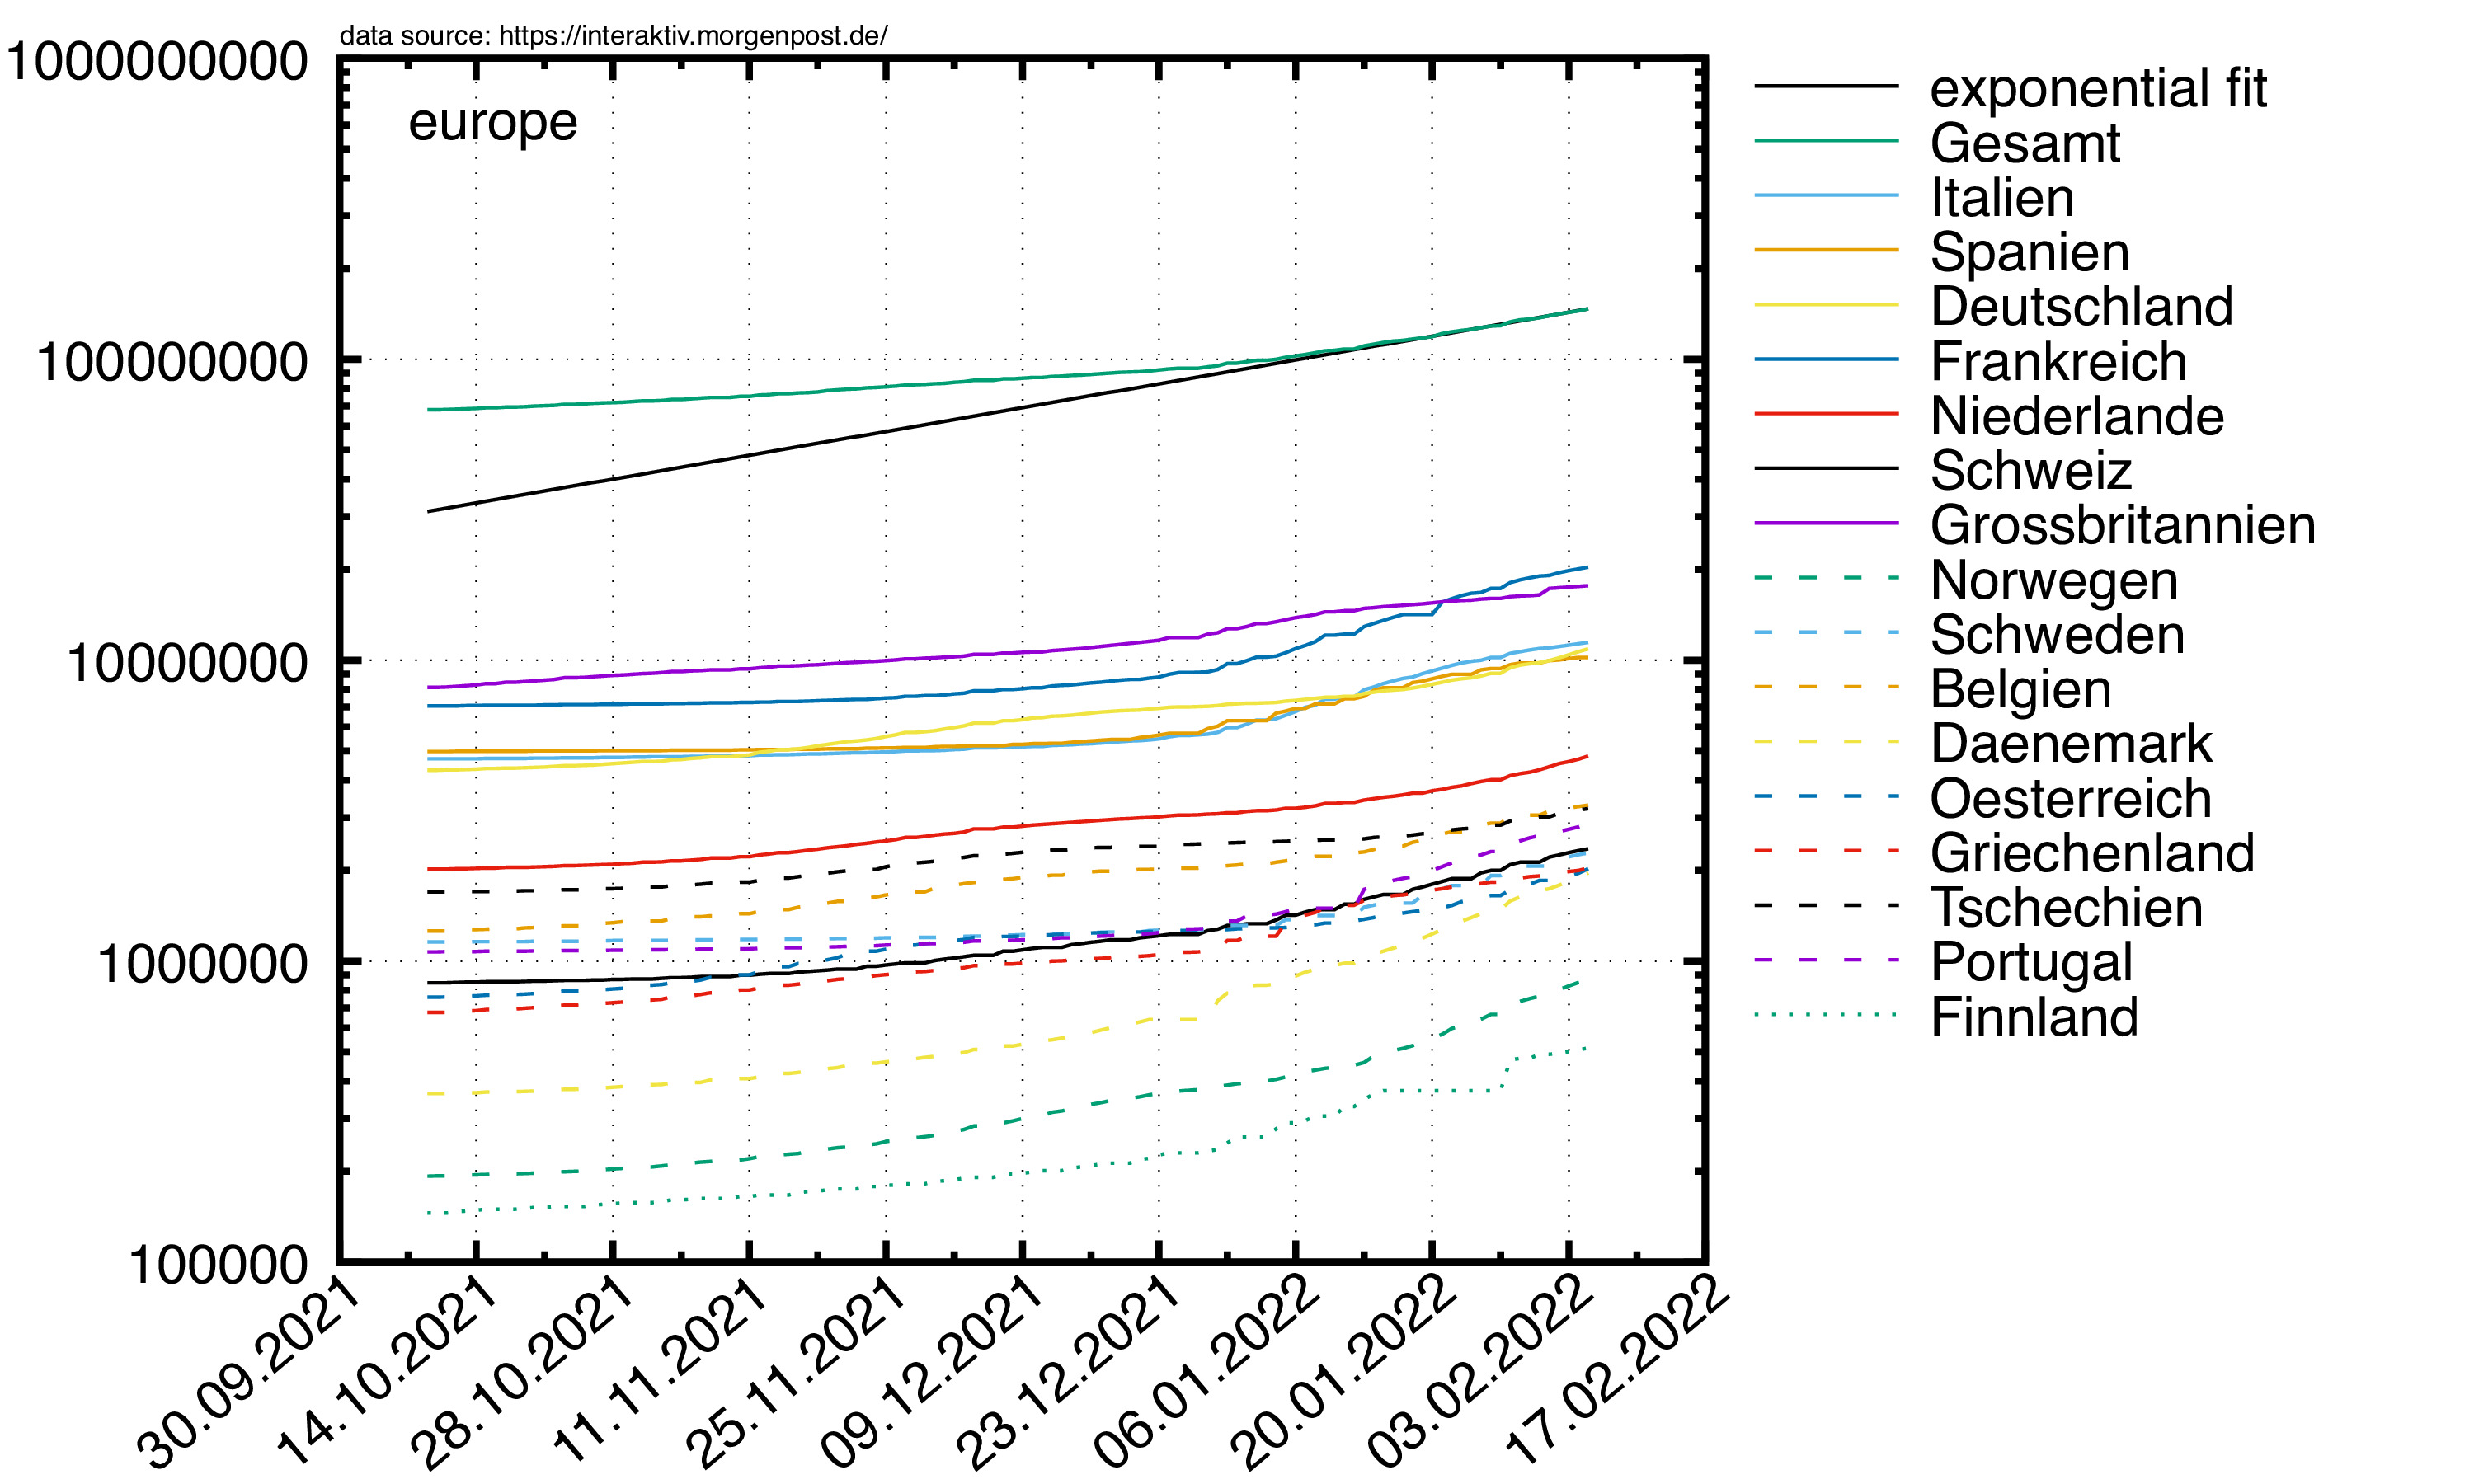 data source: https://interaktiv.morgenpost.de/
europe
1000000000
100000000
10000000
1000000
100000
30.09.2021
14.10.2021
28.10.2021
11.11.2021
25.11.2021
09.12.2021
23.12.2021
06.01.2022
20.01.2022
03.02.2022
17.02.2022
exponential fit
Gesamt
Italien
Spanien
Deutschland
Frankreich
Niederlande
Schweiz
Grossbritannien
Norwegen
Schweden
Belgien
Daenemark
Oesterreich
Griechenland
Tschechien
Portugal
Finnland